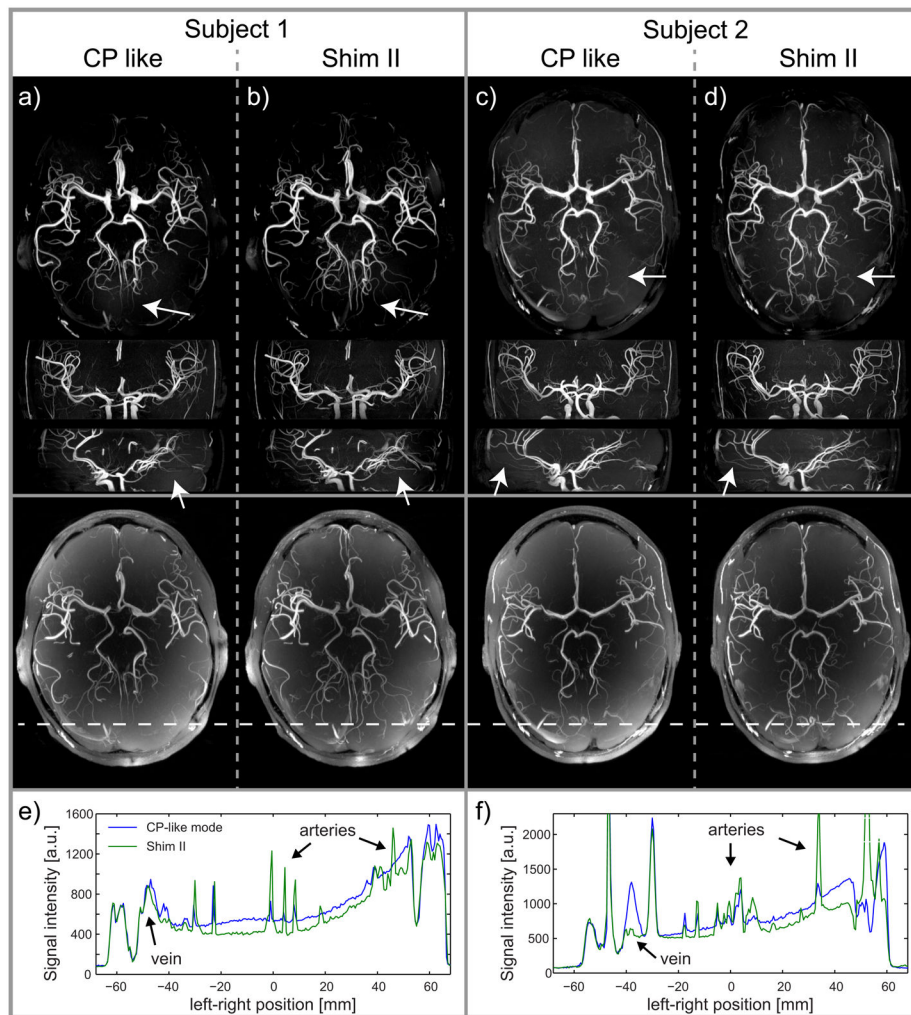 Subject 1
Subject 2
CP like
Shim II
CP like
Shim II
a)
b)
c)
d)
e)
f)
1600
1200
800
400
0
Signal intensity [a.u.]
CP-like mode
Shim II
arteries
vein
−60
−40
−20
0
20
40
60
left-right position [mm]
2000
1500
1000
500
0
Signal intensity [a.u.]
arteries
vein
−60
−40
−20
0
20
40
60
left-right position [mm]